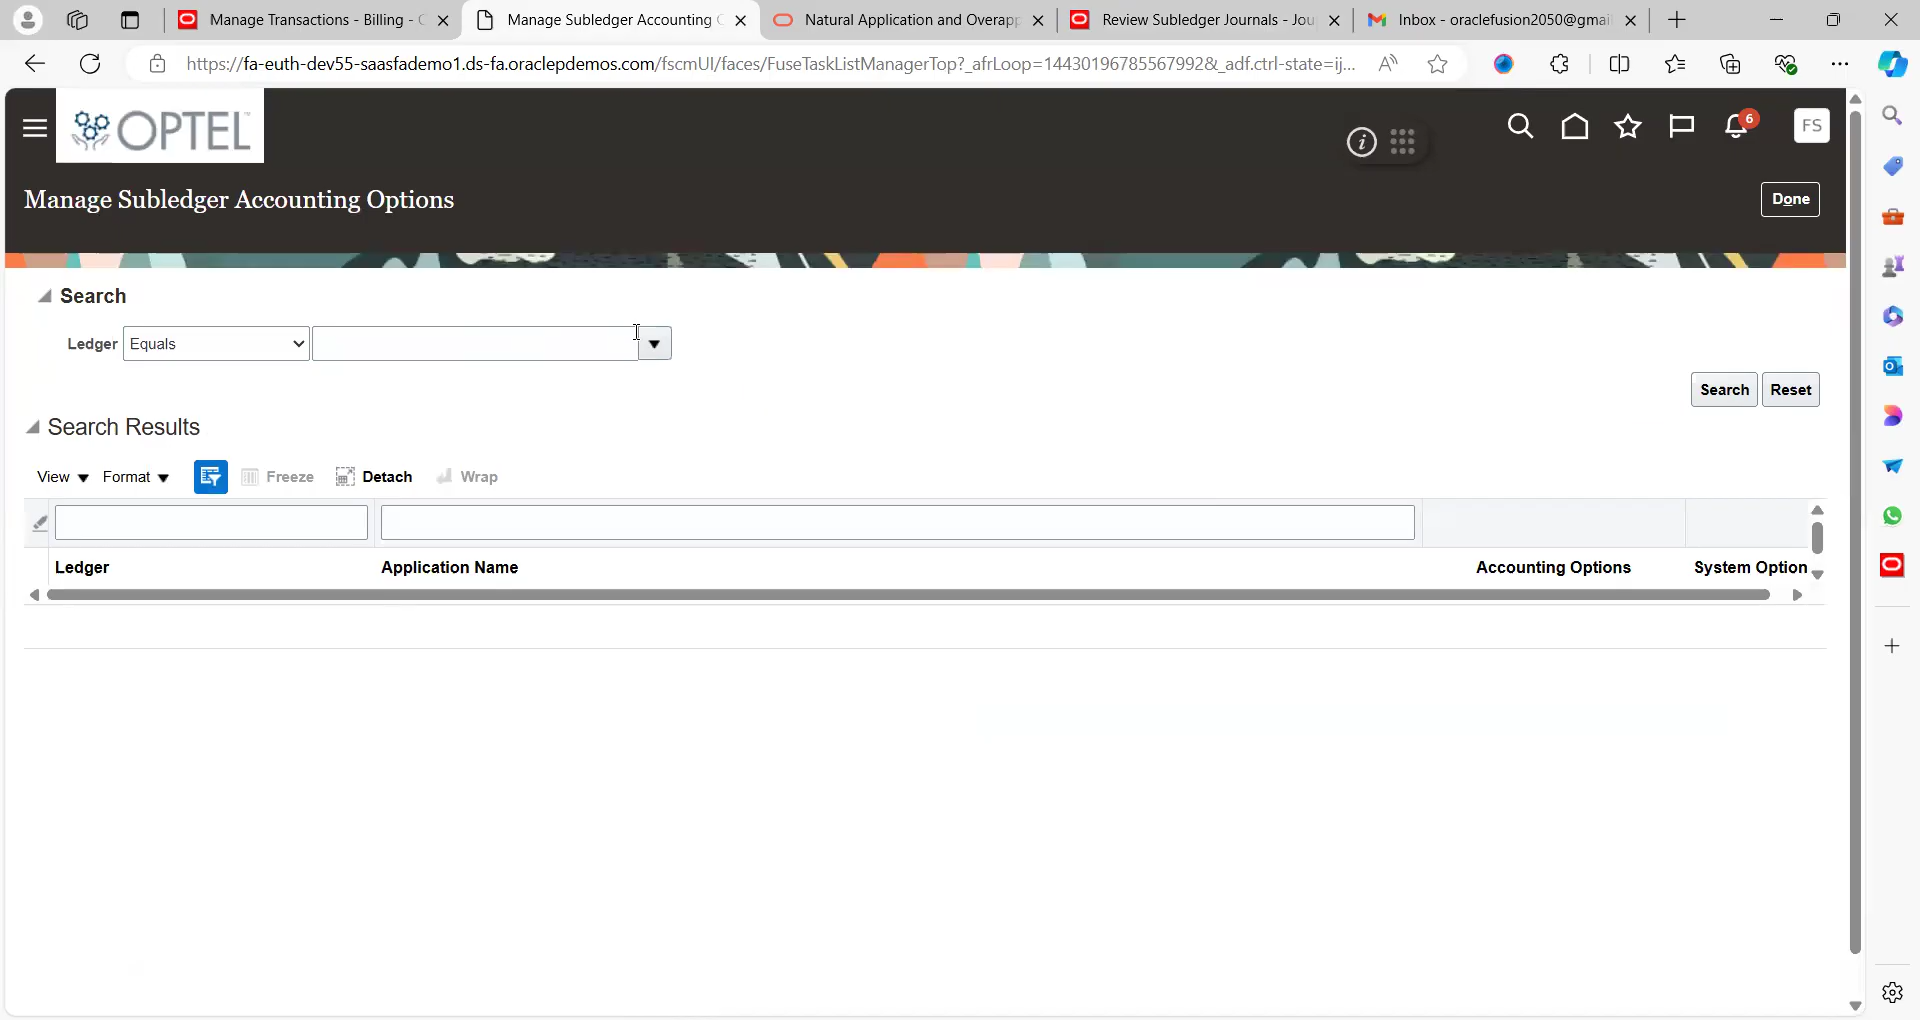 Manage Transactions - Billing - C
Manage Subledger Accounting
Natural Application and Overapp
Review Subledger Journals - Jou
Inbox - oraclefusion2050@gmai
https://fa-euth-dev55-saasfademo1.ds-fa.oraclepdemos.com/fscmUI/faces/FuseTaskListManagerTop?_afrLoop=14430196785567992&_adf.ctrl-state=ij...
OPTEL
6
FS
Manage Subledger Accounting Options
Done
Search
Ledger Equals
Search Reset
Search Results
View Format Freeze Detach Wrap
Ledger Application Name Accounting Options System Option